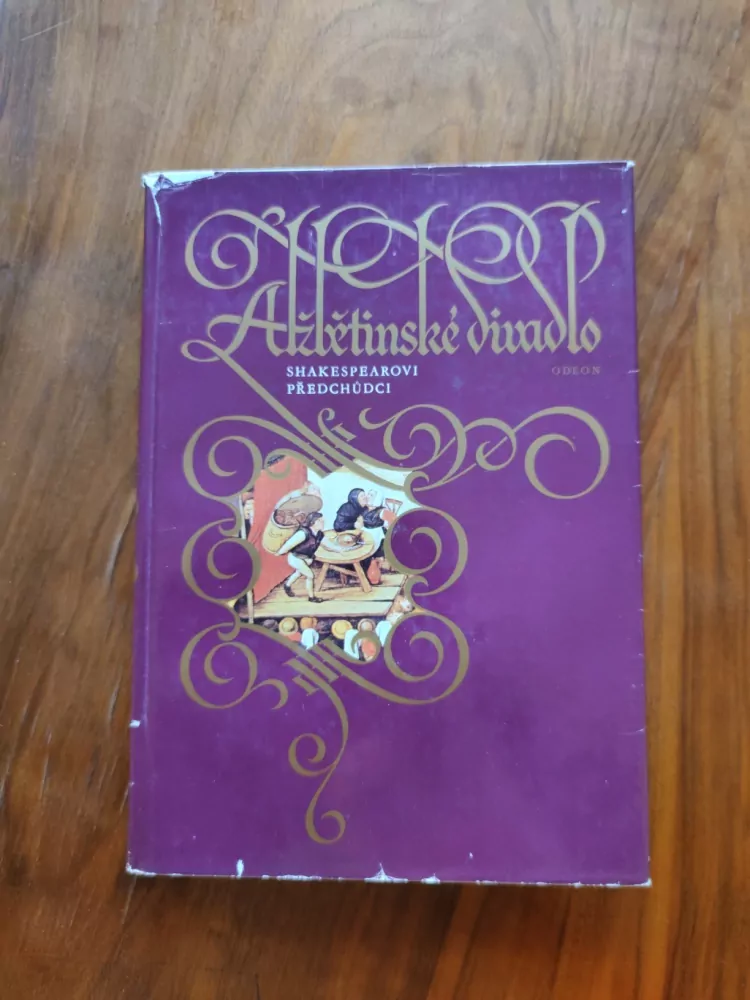 Alžbětinské divadlo
SHAKESPEAROVI
PŘEDCHŮDCI
ODEON